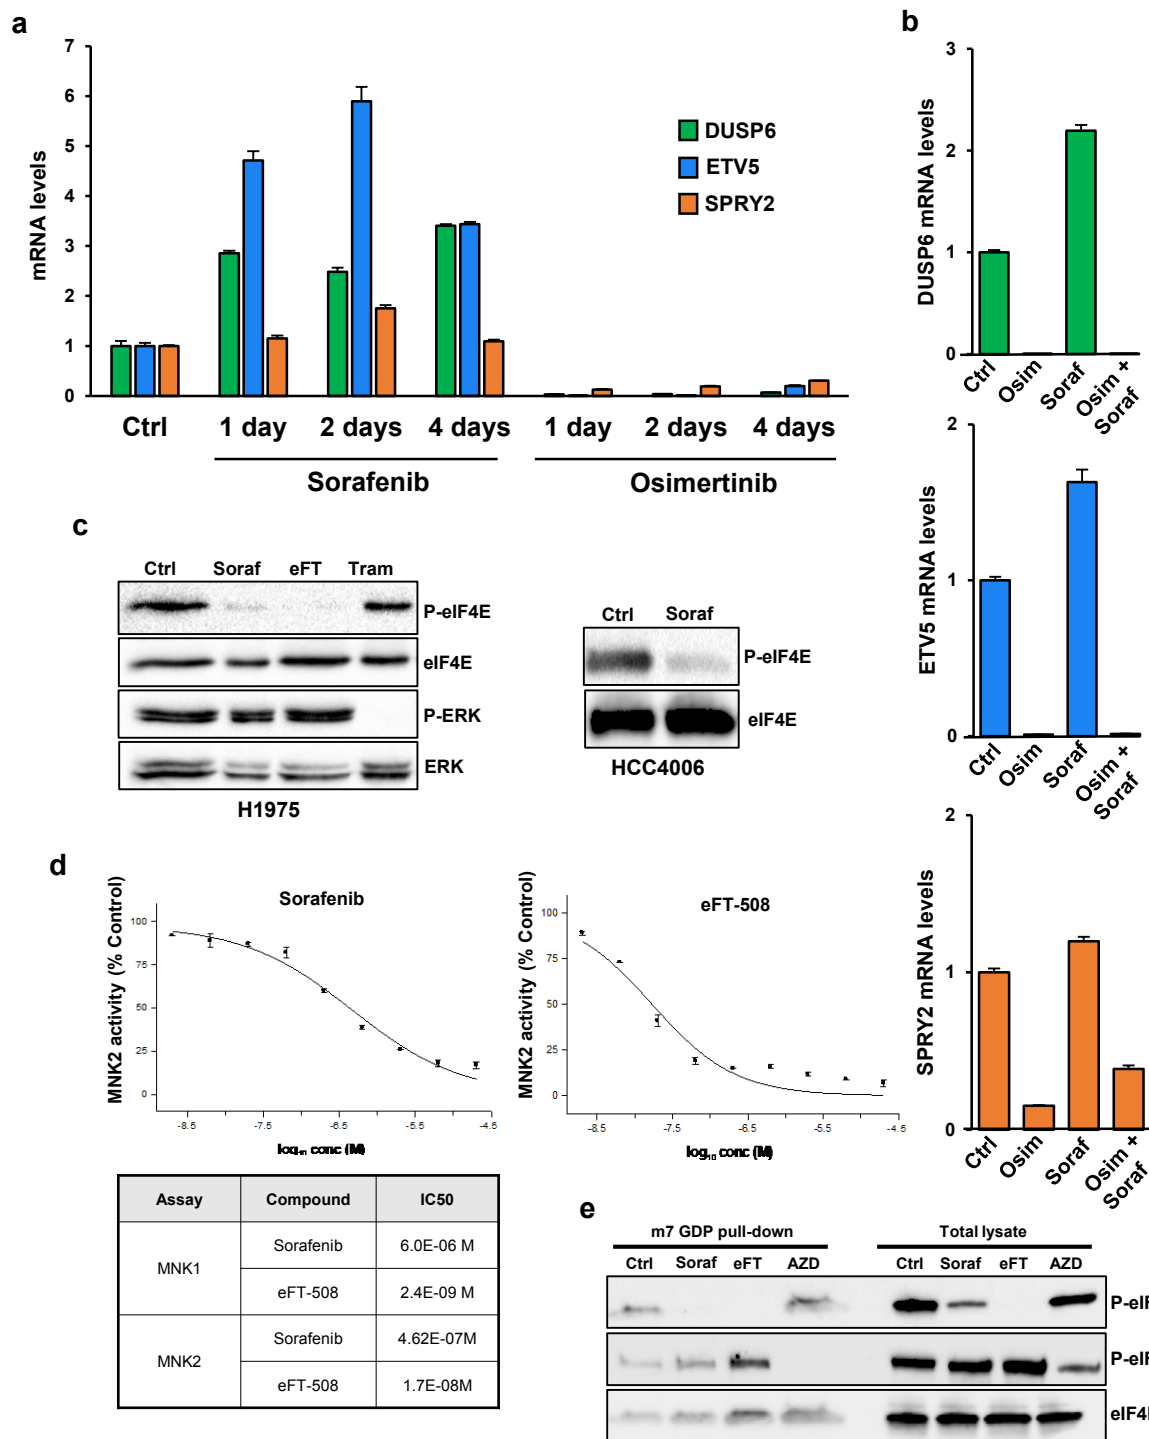 a
7
6
5
4
3
2
1
0
mRNA levels
DUSP6
ETV5
SPRY2
Ctrl 1 day 2 days 4 days 1 day 2 days 4 days
Sorafenib Osimertinib
b
3
2
1
0
DUSP6 mRNA levels
Ctrl Osim Soraf Osim + Soraf
2
1
0
ETV5 mRNA levels
Ctrl Osim Soraf Osim + Soraf
2
1
0
SPRY2 mRNA levels
Ctrl Osim Soraf Osim + Soraf
c
Ctrl Soraf eFT Tram
P-eIF4E
eIF4E
P-ERK
ERK
H1975
Ctrl Soraf
P-eIF4E
eIF4E
HCC4006
d
Sorafenib
MNK2 activity (% Control)
100
75
50
25
0
-8.5 -7.5 -6.5 -5.5 -4.5
log₁₀ conc (M)
eFT-508
MNK2 activity (% Control)
100
75
50
25
0
-8.5 -7.5 -6.5 -5.5 -4.5
log₁₀ conc (M)
Assay Compound IC50
MNK1 Sorafenib 6.0E-06 M
eFT-508 2.4E-09 M
MNK2 Sorafenib 4.62E-07M
eFT-508 1.7E-08M
e
m7 GDP pull-down Total lysate
Ctrl Soraf eFT AZD Ctrl Soraf eFT AZD
P-eIF
P-eIF
eIF4